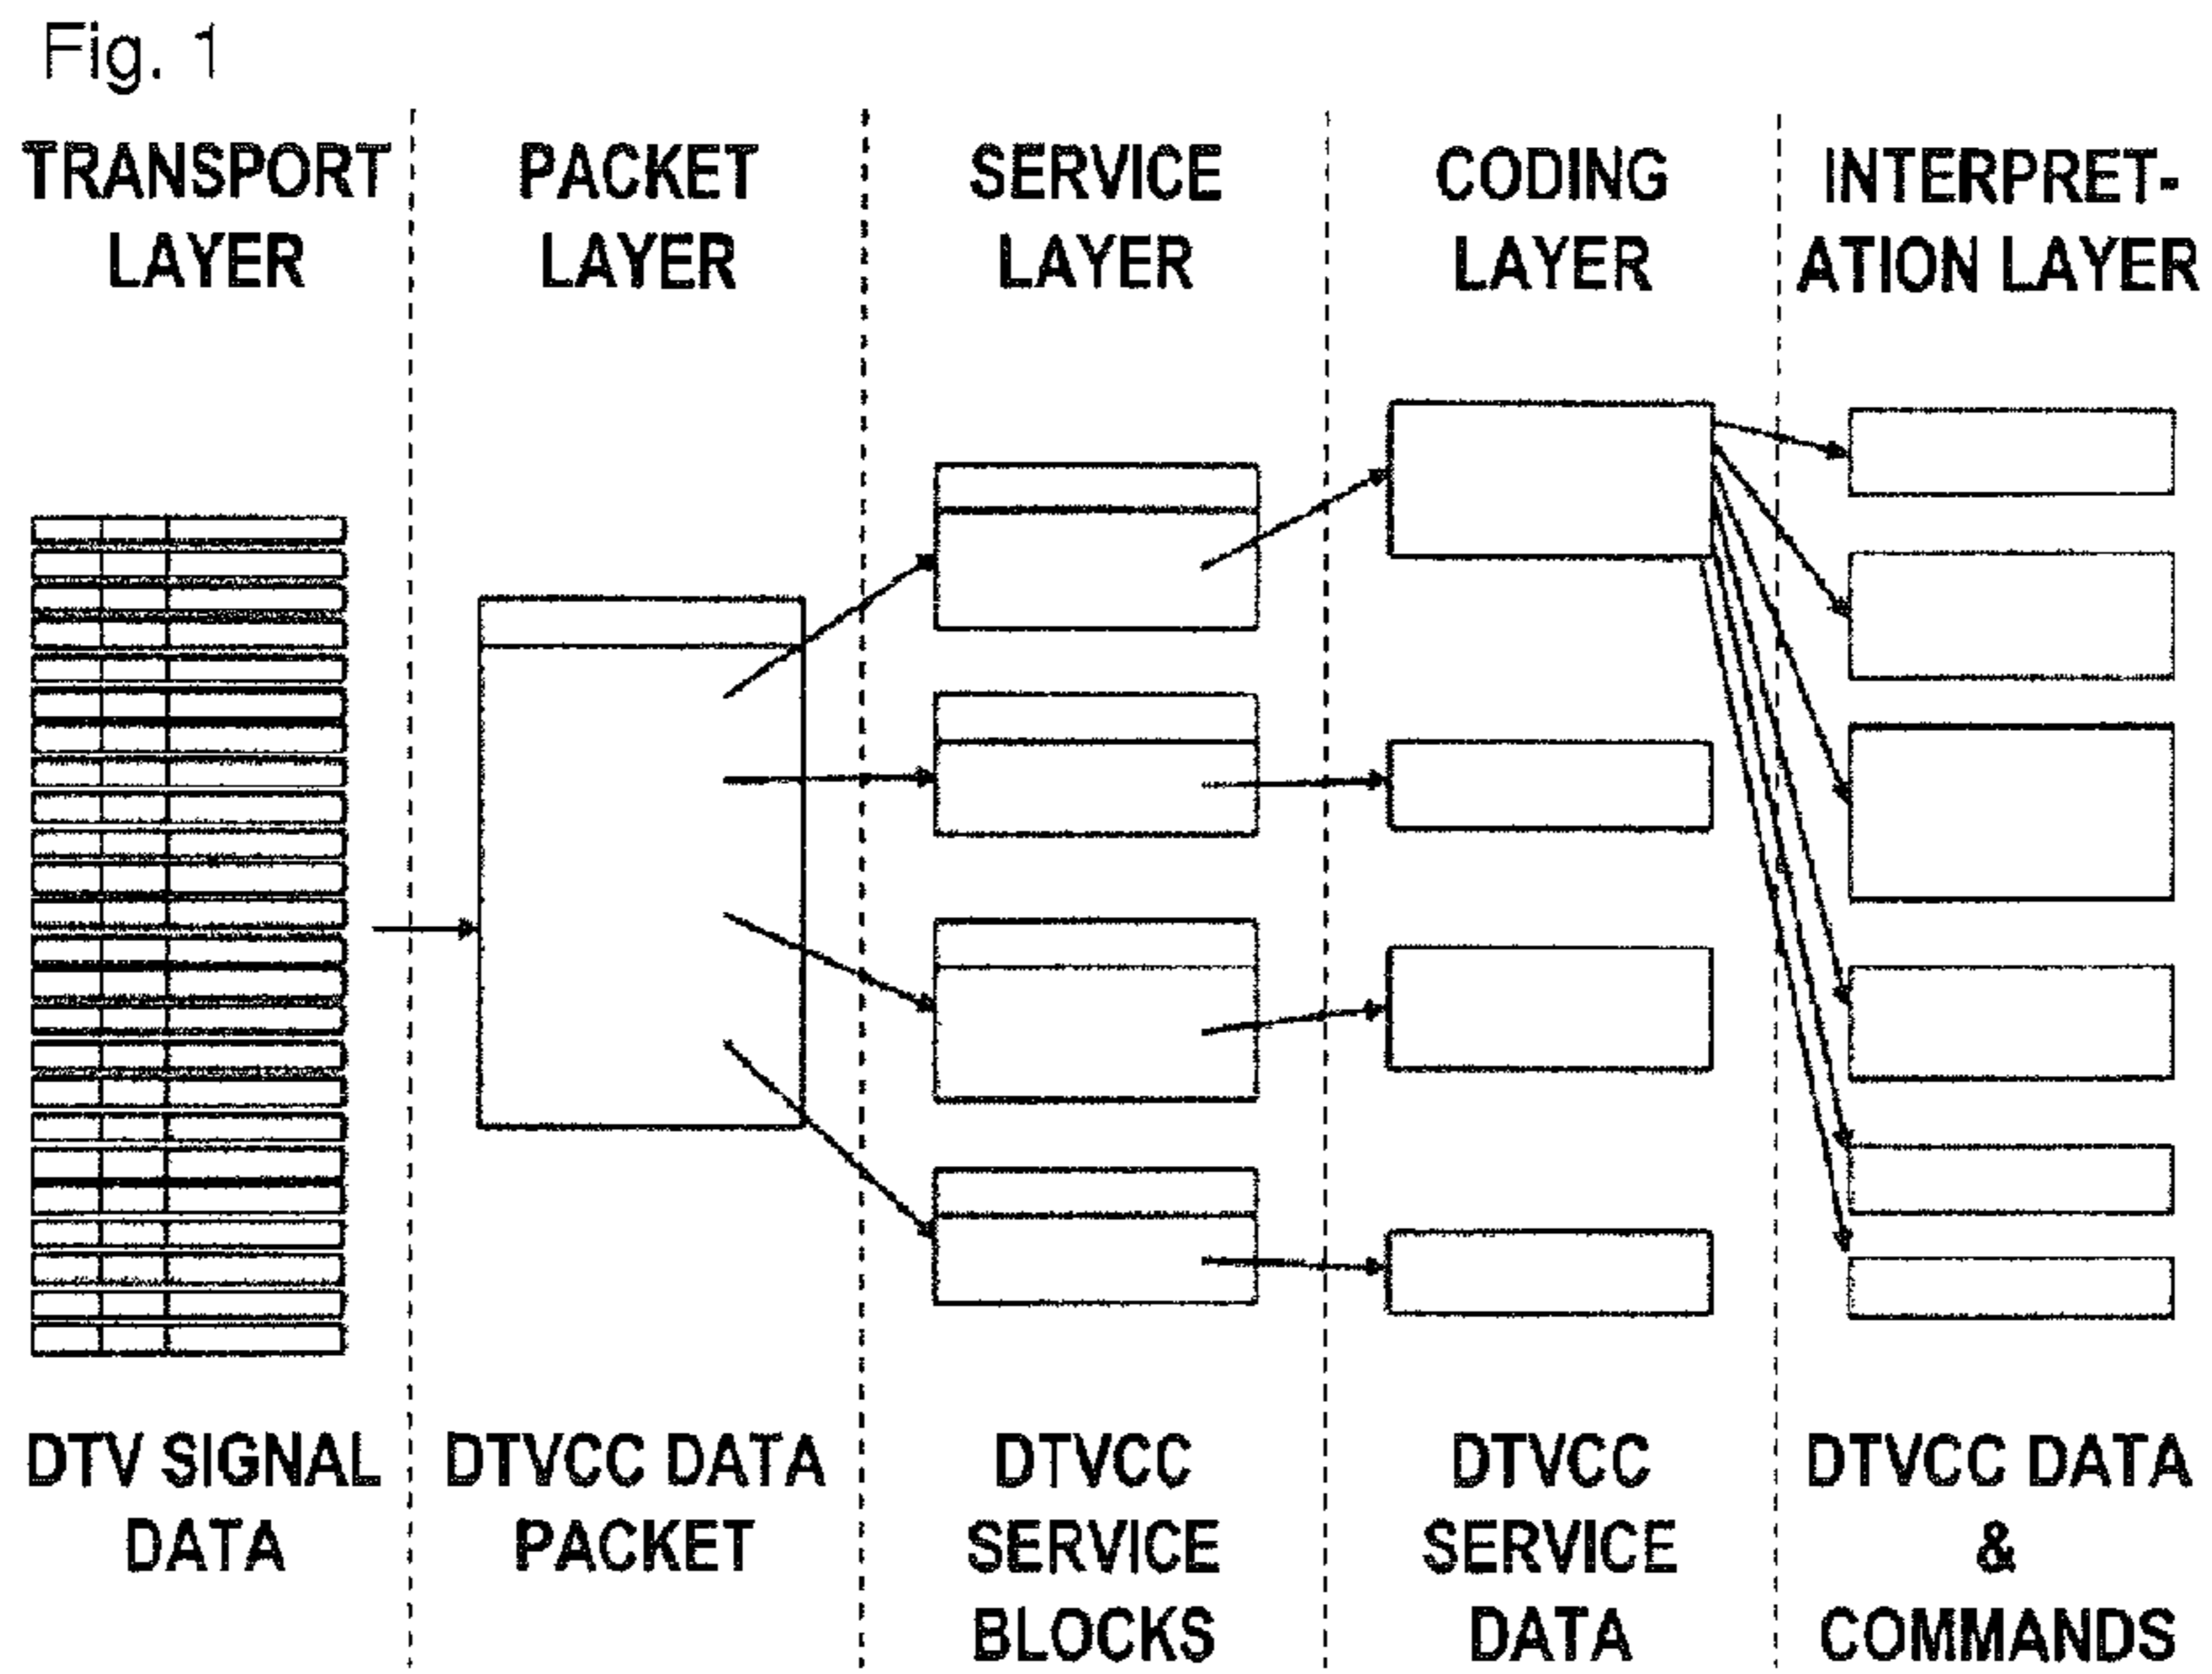 Fig. 1
TRANSPORT
LAYER
PACKET
LAYER
SERVICE
LAYER
CODING
LAYER
INTERPRET-
ATION LAYER
DTV SIGNAL
DATA
DTVCC DATA
PACKET
DTVCC
SERVICE
BLOCKS
DTVCC
SERVICE
DATA
DTVCC DATA
&
COMMANDS